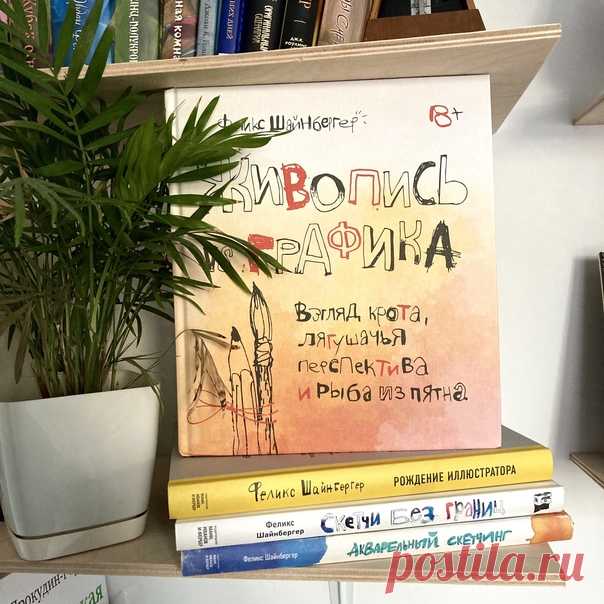 Феликс Шайнбергер
18+
Живопись
и графика
Взгляд крота,
лягушачья
перспектива
и рыба из пятна
Феликс Шайнбергер
РОЖДЕНИЕ ИЛЛЮСТРАТОРА
Феликс
Шайнбергер
Скетчи без границ
Феликс Шайнбергер
Акварельный скетчинг
postila.ru